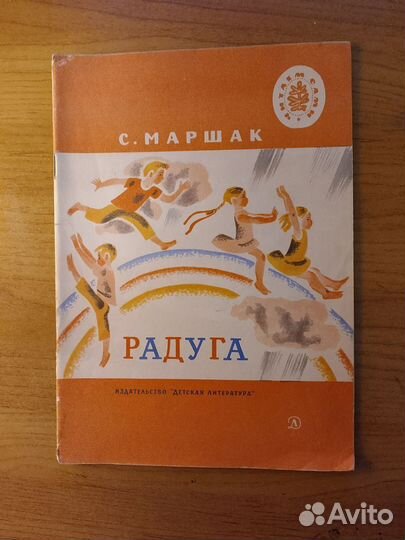 ЧИТАЕМ САМИ
С. МАРШАК
РАДУГА
ИЗДАТЕЛЬСТВО "ДЕТСКАЯ ЛИТЕРАТУРА"
Д
Avito